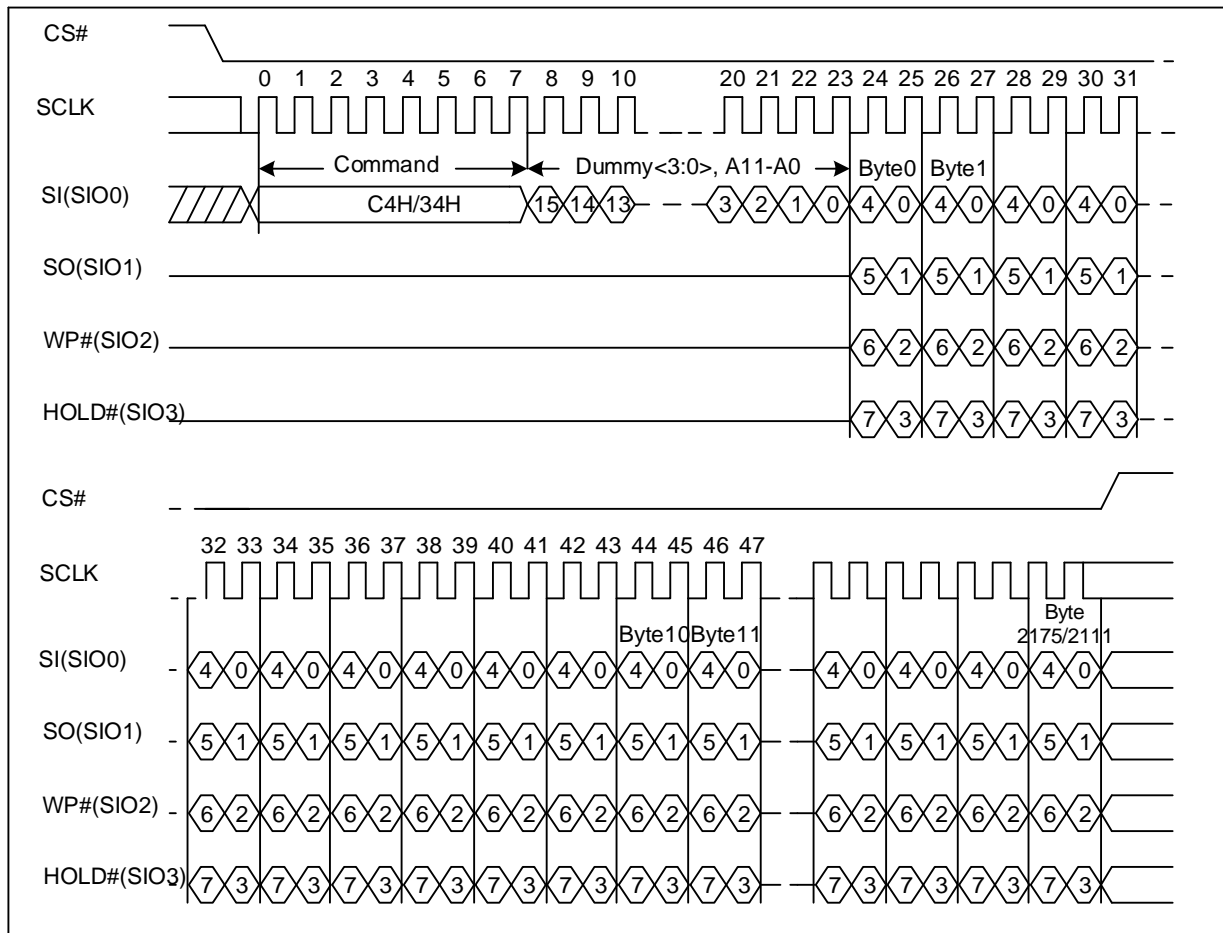 CS#
0 1 2 3 4 5 6 7 8 9 10 20 21 22 23 24 25 26 27 28 29 30 31
SCLK
Command Dummy<3:0>, A11-A0 Byte0 Byte1
SI(SIO0) C4H/34H 15 14 13 3 2 1 0 4 0 4 0 4 0 4 0
SO(SIO1) 5 1 5 1 5 1 5 1
WP#(SIO2) 6 2 6 2 6 2 6 2
HOLD#(SIO3) 7 3 7 3 7 3 7 3
CS#
32 33 34 35 36 37 38 39 40 41 42 43 44 45 46 47
SCLK
Byte10 Byte11 Byte
2175/2111
SI(SIO0) 4 0 4 0 4 0 4 0 4 0 4 0 4 0 4 0 4 0 4 0 4 0 4 0
SO(SIO1) 5 1 5 1 5 1 5 1 5 1 5 1 5 1 5 1 5 1 5 1 5 1 5 1
WP#(SIO2) 6 2 6 2 6 2 6 2 6 2 6 2 6 2 6 2 6 2 6 2 6 2 6 2
HOLD#(SIO3) 7 3 7 3 7 3 7 3 7 3 7 3 7 3 7 3 7 3 7 3 7 3 7 3